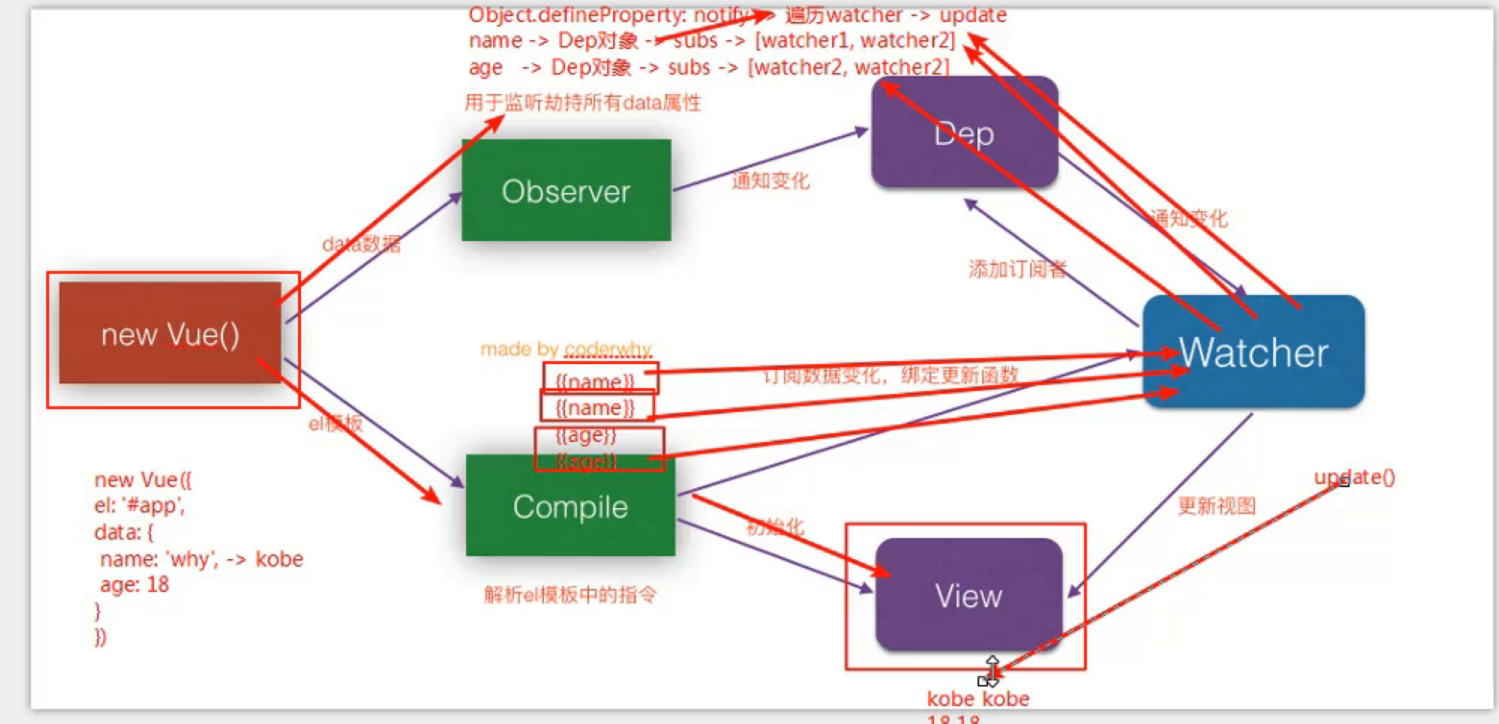 Object.defineProperty: notify -> 遍历watcher -> update
name -> Dep对象 -> subs -> [watcher1, watcher2]
age -> Dep对象 -> subs -> [watcher2, watcher2]
用于监听劫持所有data属性
Dep
Observer
通知变化
通知变化
data数据
添加订阅者
new Vue()
made by coderwhy
Watcher
{{name}}
订阅数据变化，绑定更新函数
{{name}}
el模板
{{age}}
{{age}}
new Vue({
el: '#app',
data: {
name: 'why', -> kobe
age: 18
}
})
Compile
update()
更新视图
初始化
解析el模板中的指令
View
kobe kobe
18 18